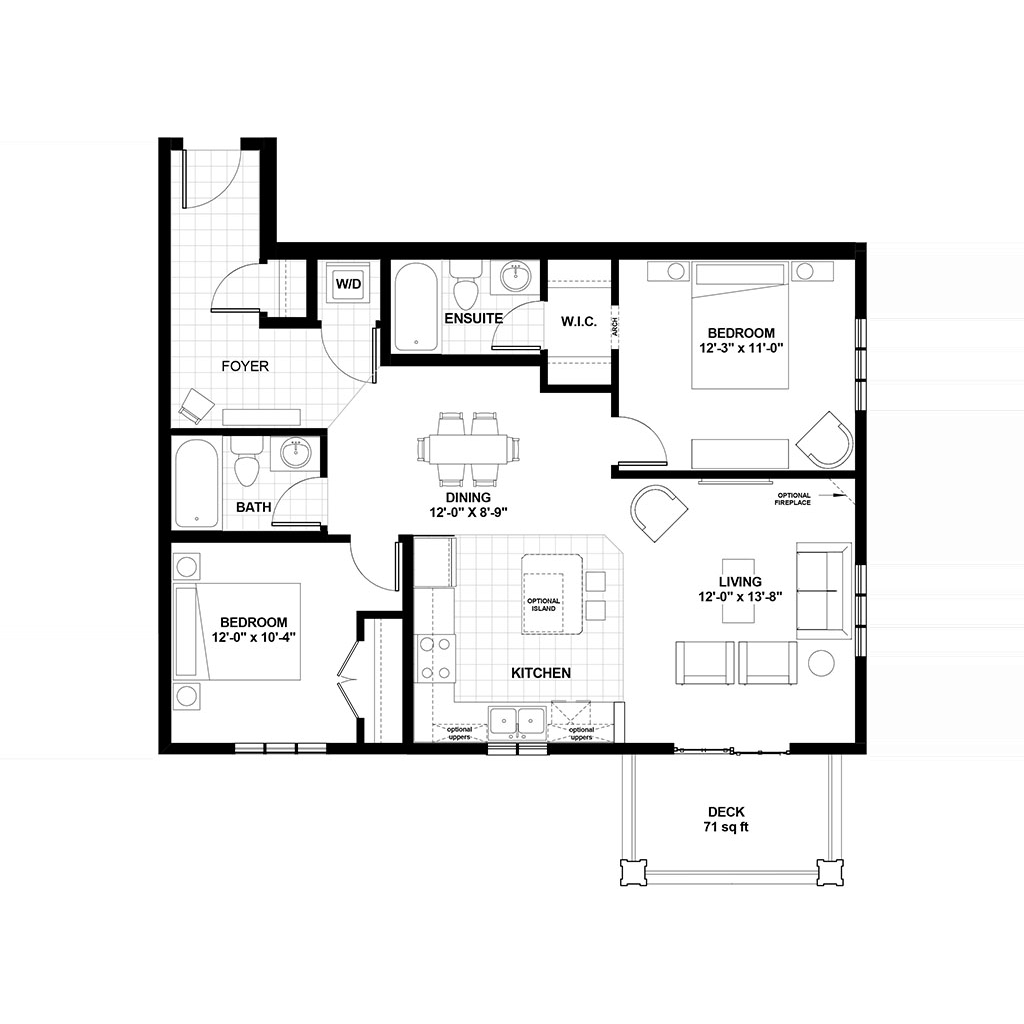 W/D
ENSUITE
W.I.C.
ARCH
BEDROOM
12'-3" x 11'-0"
FOYER
BATH
DINING
12'-0" X 8'-9"
OPTIONAL
FIREPLACE
LIVING
12'-0" x 13'-8"
OPTIONAL
ISLAND
BEDROOM
12'-0" x 10'-4"
KITCHEN
optional
uppers
optional
uppers
DECK
71 sq ft